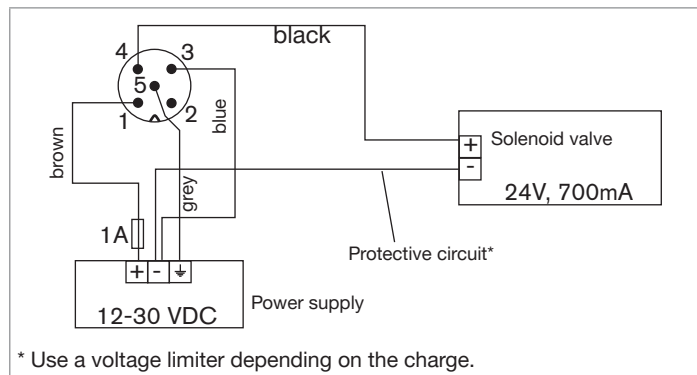 black
4
3
5
1
2
brown
blue
grey
+
Solenoid valve
-
24V, 700mA
1A
Protective circuit*
+
-
Power supply
12-30 VDC
* Use a voltage limiter depending on the charge.